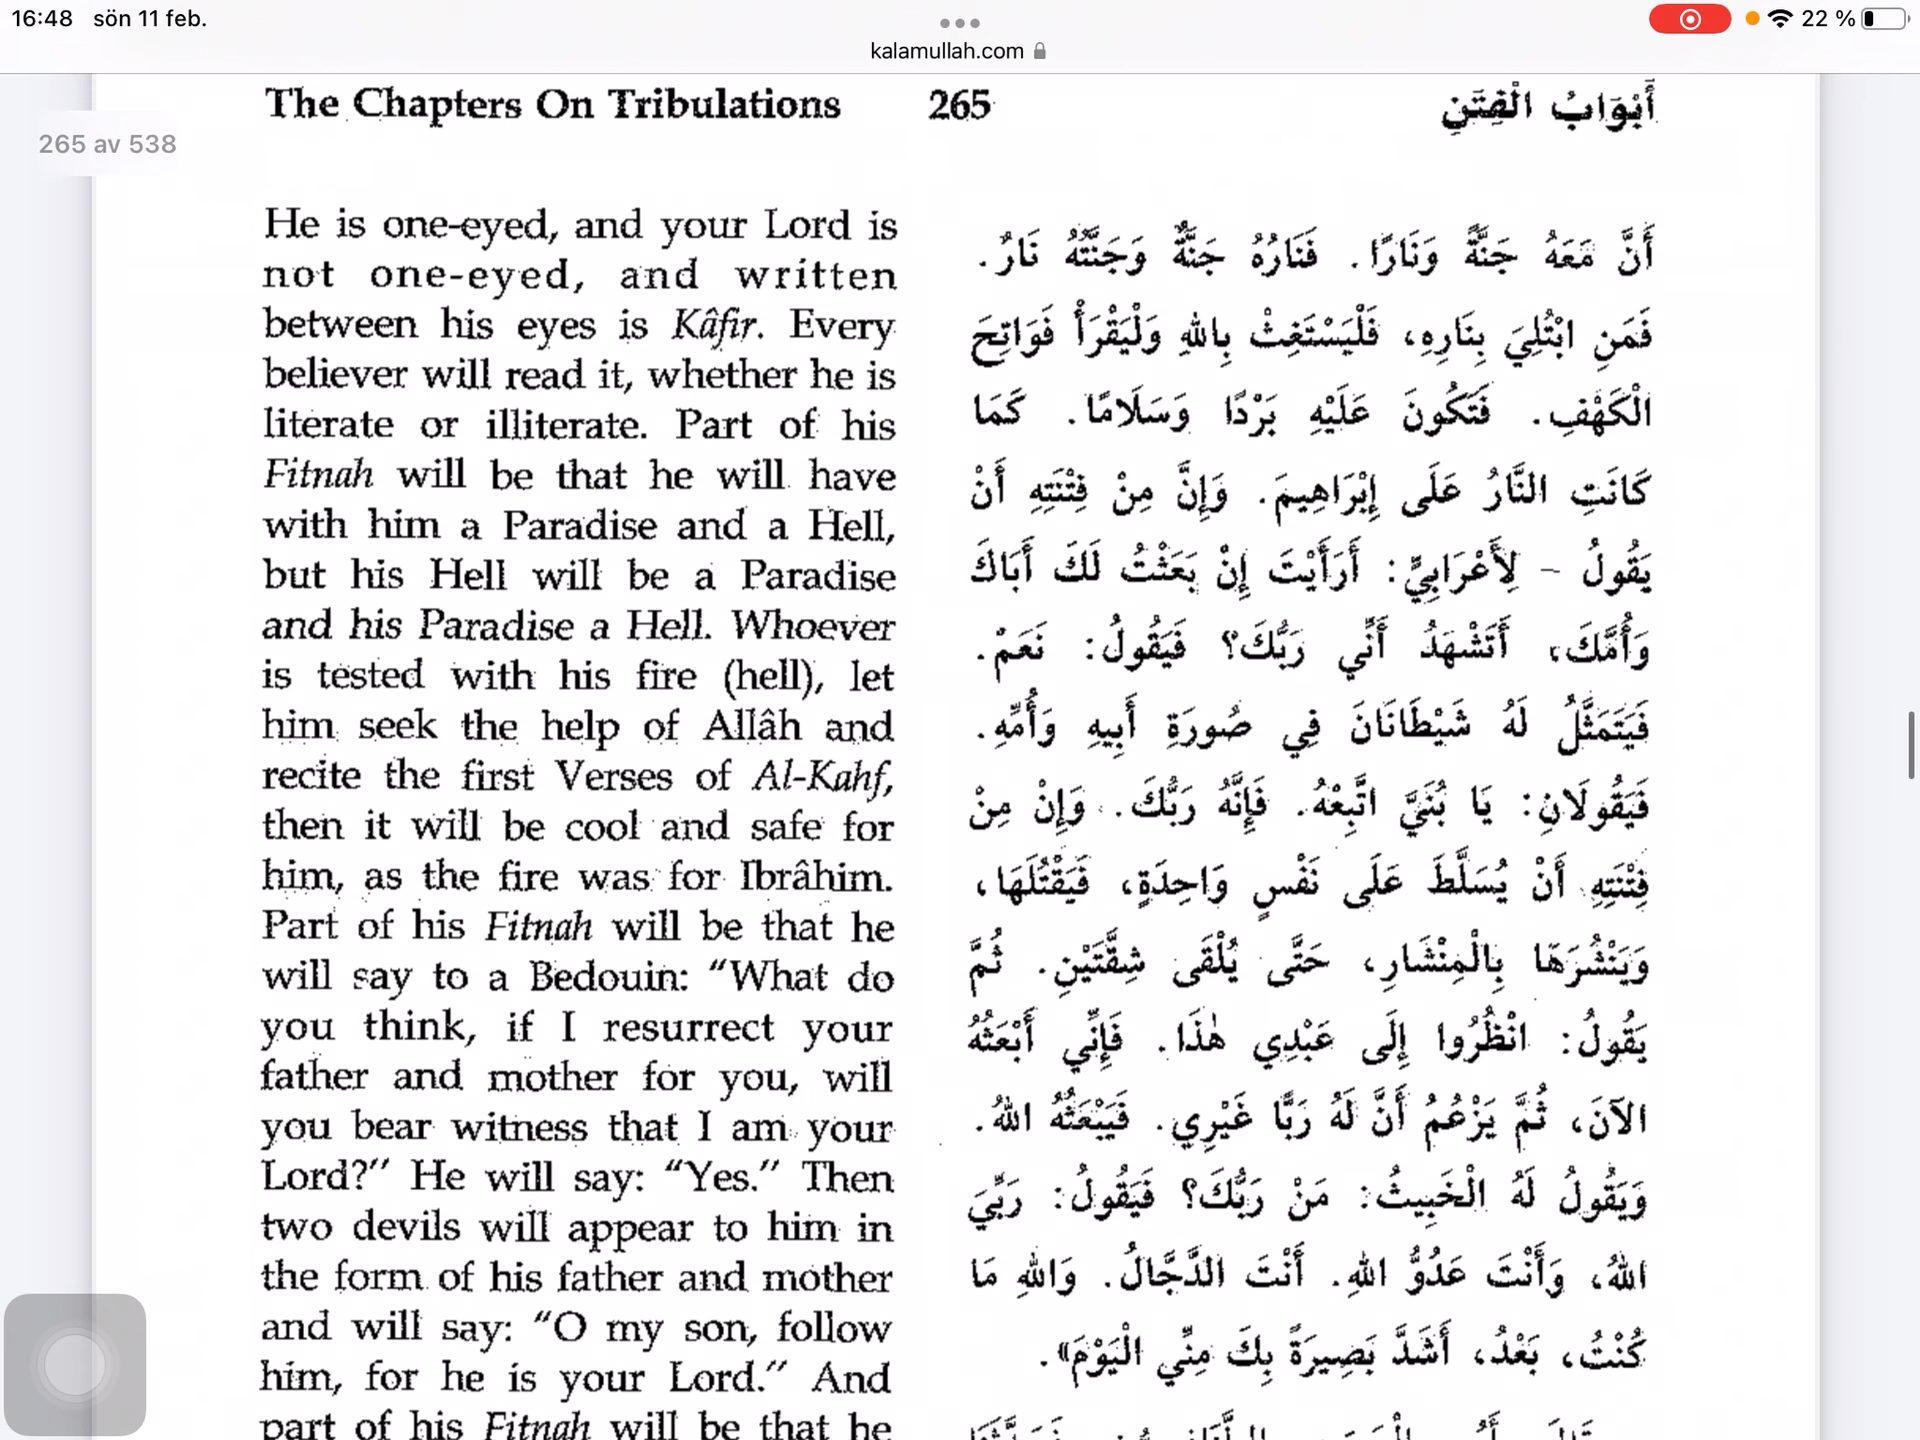 16:48 sön 11 feb.
22 %
kalamullah.com
The Chapters On Tribulations 265 أَبْوَابُ الْفِتَنِ
265 av 538
He is one-eyed, and your Lord is
not one-eyed, and written
between his eyes is Kâfir. Every
believer will read it, whether he is
literate or illiterate. Part of his
Fitnah will be that he will have
with him a Paradise and a Hell,
but his Hell will be a Paradise
and his Paradise a Hell. Whoever
is tested with his fire (hell), let
him seek the help of Allâh and
recite the first Verses of Al-Kahf,
then it will be cool and safe for
him, as the fire was for Ibrâhim.
Part of his Fitnah will be that he
will say to a Bedouin: “What do
you think, if I resurrect your
father and mother for you, will
you bear witness that I am your
Lord?” He will say: “Yes.” Then
two devils will appear to him in
the form of his father and mother
and will say: “O my son, follow
him, for he is your Lord.” And
part of his Fitnah will be that he
أَنَّ مَعَهُ جَنَّةً وَنَارًا. فَنَارُهُ جَنَّةٌ وَجَنَّتُهُ نَارٌ.
فَمَنِ ابْتُلِيَ بِنَارِهِ، فَلْيَسْتَغِثْ بِاللهِ وَلْيَقْرَأْ فَوَاتِحَ
الْكَهْفِ. فَتَكُونَ عَلَيْهِ بَرْدًا وَسَلَامًا. كَمَا
كَانَتِ النَّارُ عَلَى إِبْرَاهِيمَ. وَإِنَّ مِنْ فِتْنَتِهِ أَنْ
يَقُولُ - لِأَعْرَابِيٍّ: أَرَأَيْتَ إِنْ بَعَثْتُ لَكَ أَبَاكَ
وَأُمَّكَ، أَتَشْهَدُ أَنِّي رَبُّكَ؟ فَيَقُولُ: نَعَمْ.
فَيَتَمَثَّلُ لَهُ شَيْطَانَانَ فِي صُورَةِ أَبِيهِ وَأُمِّهِ.
فَيَقُولَانِ: يَا بُنَيَّ اتَّبِعْهُ. فَإِنَّهُ رَبُّكَ. وَإِنْ مِنْ
فِتْنَتِهِ أَنْ يُسَلَّطَ عَلَى نَفْسٍ وَاحِدَةٍ، فَيَقْتُلَهَا،
وَيَنْشُرَهَا بِالْمِنْشَارِ، حَتَّى يُلْقَى شِقَّتَيْنِ. ثُمَّ
يَقُولُ: انْظُرُوا إِلَى عَبْدِي هٰذَا. فَإِنِّي أَبْعَثُهُ
الآنَ، ثُمَّ يَزْعُمُ أَنَّ لَهُ رَبًّا غَيْرِي. فَيَبْعَثُهُ اللهُ.
وَيَقُولُ لَهُ الْخَبِيثُ: مَنْ رَبُّكَ؟ فَيَقُولُ: رَبِّيَ
اللهُ، وَأَنْتَ عَدُوُّ اللهِ. أَنْتَ الدَّجَّالُ. وَاللهِ مَا
كُنْتُ، بَعْدُ، أَشَدَّ بَصِيرَةً بِكَ مِنِّي الْيَوْمَ».